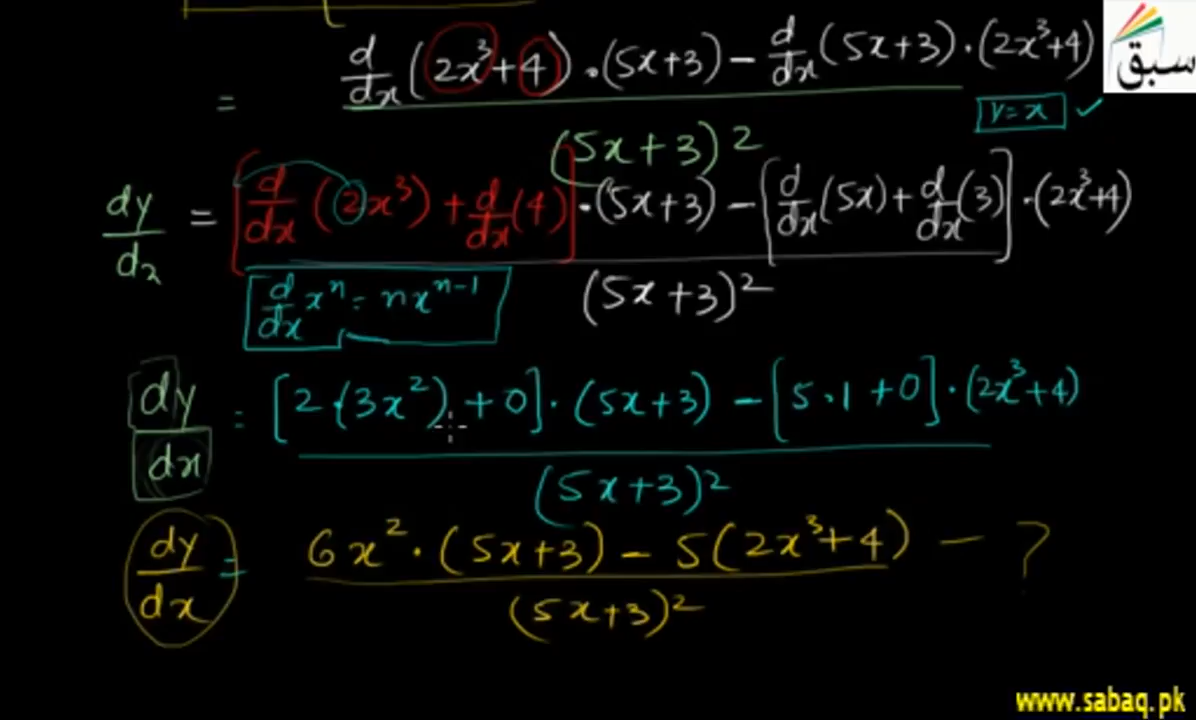 d/dx (2x³+4) · (5x+3) − d/dx (5x+3) · (2x³+4)
سبق
=
v = x ✓
(5x+3)2
dy/dx = [d/dx (2x³) + d/dx (4)] · (5x+3) − [d/dx (5x) + d/dx (3)] · (2x³+4)
(5x+3)²
d/dx xⁿ = nxⁿ⁻¹
dy/dx = [2·(3x²)+0] · (5x+3) − [5·1+0] · (2x³+4)
(5x+3)²
dy/dx = 6x² · (5x+3) − 5(2x³+4) − ?
(5x+3)²
www.sabaq.pk